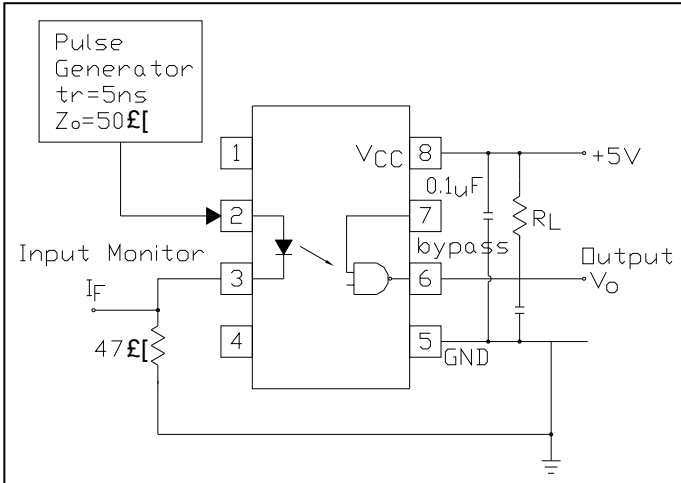 Pulse
Generator
tr=5ns
Zo=50£[
1
2
3
4
VCC
8
7
6
5
+5V
0.1uF
RL
bypass
Input Monitor
IF
47£[
Output
Vo
GND